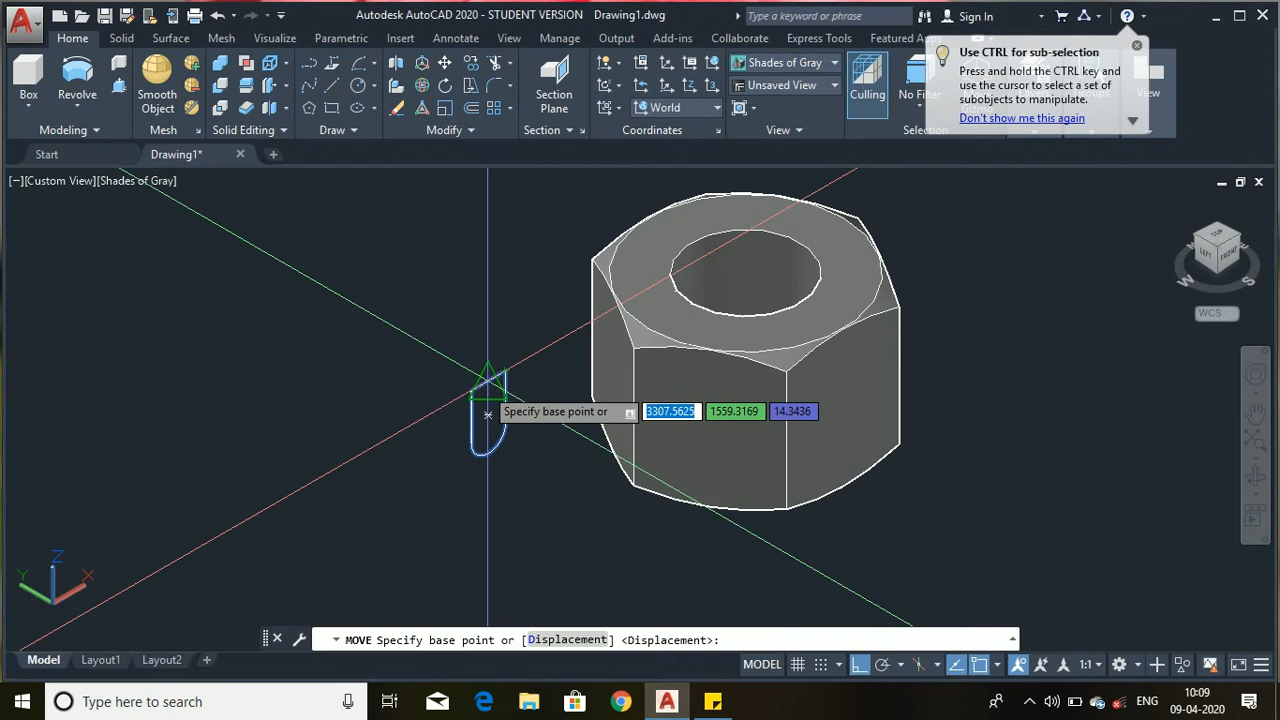 Autodesk AutoCAD 2020 - STUDENT VERSION Drawing1.dwg
Type a keyword or phrase
Sign In
Home Solid Surface Mesh Visualize Parametric Insert Annotate View Manage Output Add-ins Collaborate Express Tools Featured Apps
Use CTRL for sub-selection
Press and hold the CTRL key and
use the cursor to select a set of
subobjects to manipulate.
Don't show me this again
Shades of Gray
Unsaved View
World
Box
Revolve
Smooth
Object
Section
Plane
Culling
No Filter
View
Modeling
Mesh
Solid Editing
Draw
Modify
Section
Coordinates
View
Selection
Start
Drawing1*
[−][Custom View][Shades of Gray]
TOP
LEFT
FRONT
W
S
WCS
Specify base point or
3307.5625
1559.3169
14.3436
Z
Y
X
MOVE Specify base point or [Displacement] <Displacement>:
Model Layout1 Layout2
MODEL
1:1
Type here to search
ENG
10:09
09-04-2020